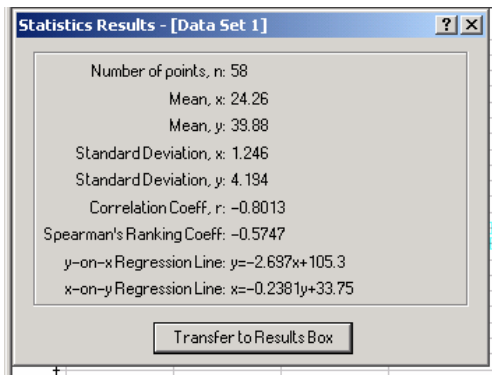 Statistics Results - [Data Set 1]
Number of points, n: 58
Mean, x: 24.26
Mean, y: 39.88
Standard Deviation, x: 1.246
Standard Deviation, y: 4.194
Correlation Coeff, r: -0.8013
Spearman's Ranking Coeff: -0.5747
y-on-x Regression Line: y=-2.697x+105.3
x-on-y Regression Line: x=-0.2381y+33.75
Transfer to Results Box